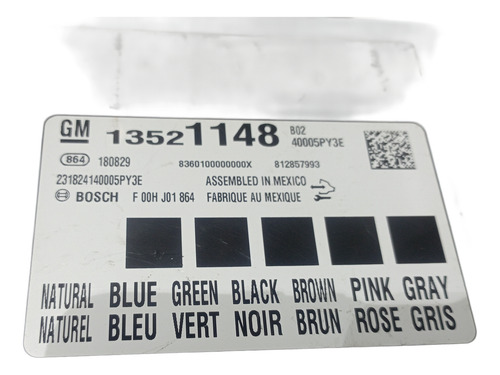 GM 13521148 B02
40005PY3E
864 180829 8360100000000X 812857993
231824140005PY3E ASSEMBLED IN MEXICO
BOSCH F 00H J01 864 FABRIQUE AU MEXIQUE
NATURAL BLUE GREEN BLACK BROWN PINK GRAY
NATUREL BLEU VERT NOIR BRUN ROSE GRIS